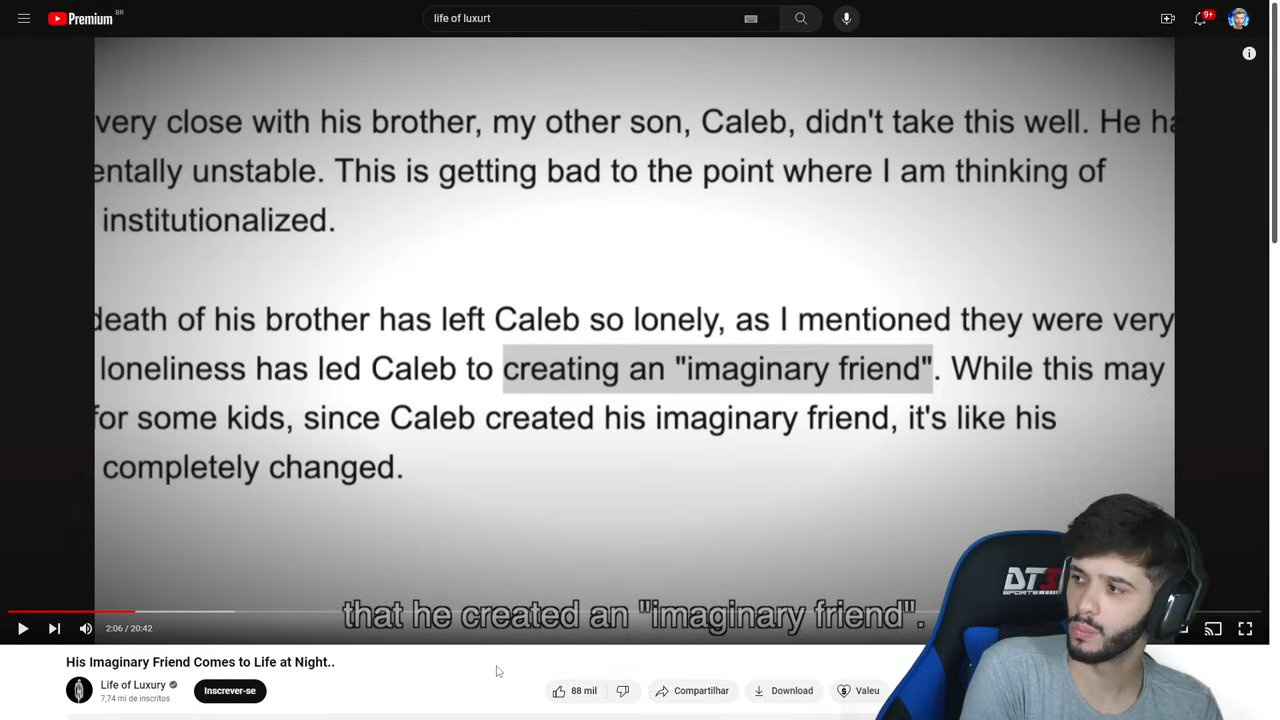 Premium BR
life of luxurt
9+
very close with his brother, my other son, Caleb, didn't take this well. He ha
entally unstable. This is getting bad to the point where I am thinking of
institutionalized.
death of his brother has left Caleb so lonely, as I mentioned they were very
loneliness has led Caleb to creating an "imaginary friend". While this may
for some kids, since Caleb created his imaginary friend, it's like his
completely changed.
that he created an "imaginary friend".
2:06 / 20:42
DT3
SPORTS
His Imaginary Friend Comes to Life at Night..
Life of Luxury
7,74 mi de inscritos
Inscrever-se
88 mil
Compartilhar
Download
Valeu